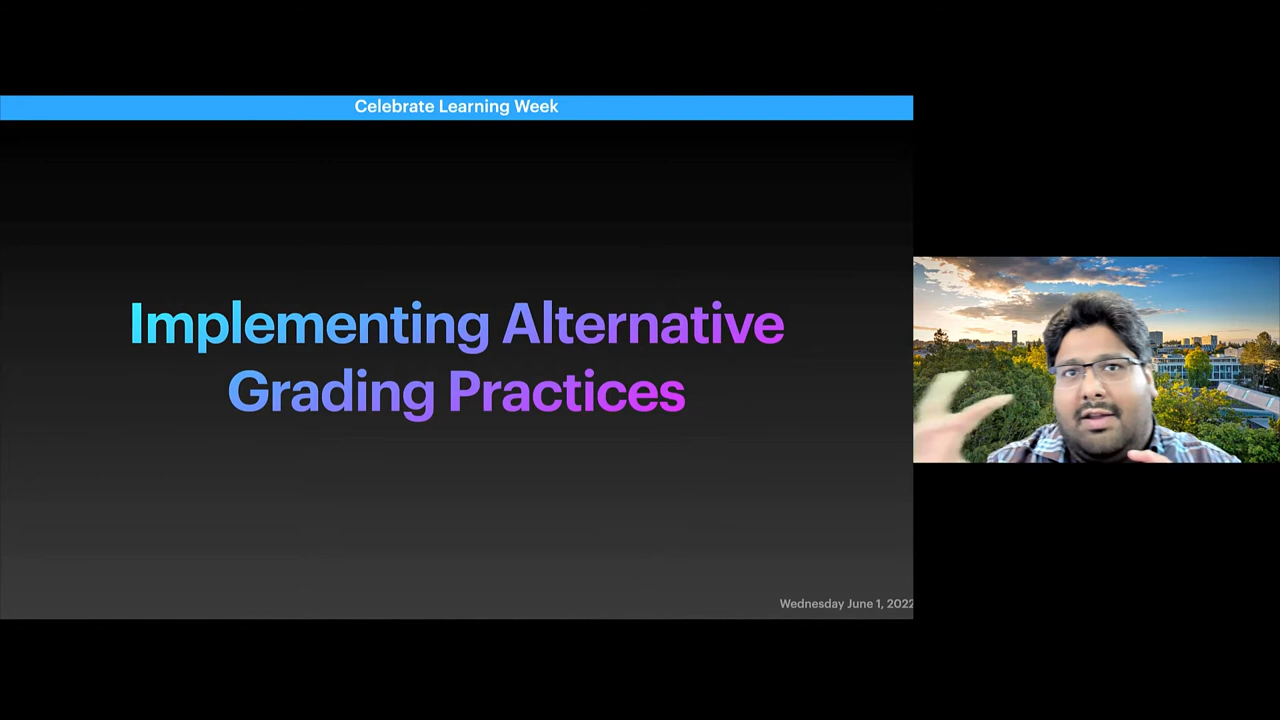 Celebrate Learning Week
Implementing Alternative
Grading Practices
Wednesday June 1, 2022